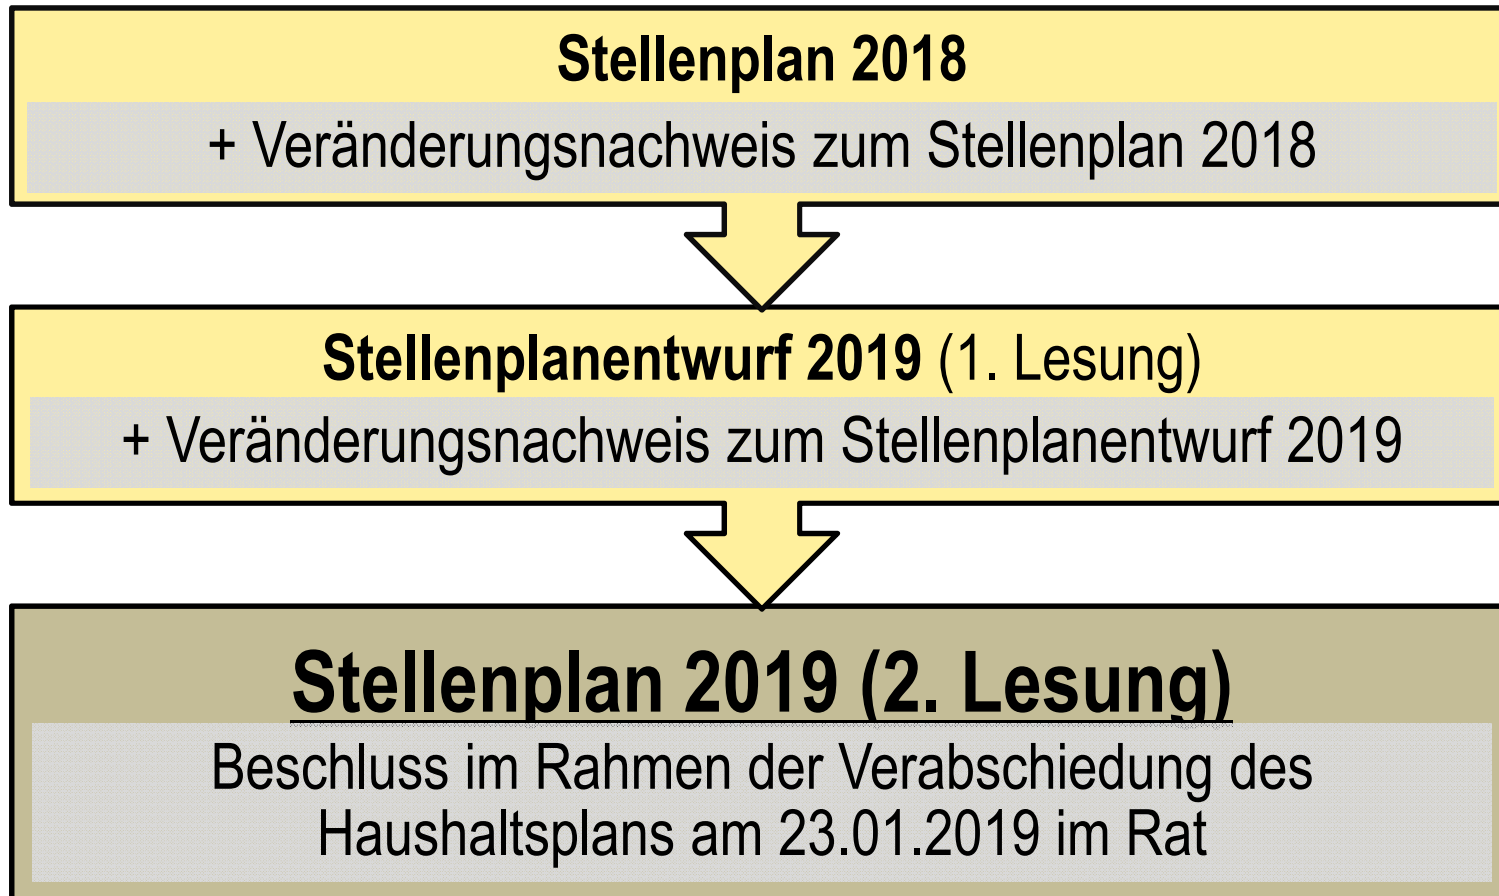 Stellenplan 2018
+ Veränderungsnachweis zum Stellenplan 2018
Stellenplanentwurf 2019 (1. Lesung)
+ Veränderungsnachweis zum Stellenplanentwurf 2019
Stellenplan 2019 (2. Lesung)
Beschluss im Rahmen der Verabschiedung des
Haushaltsplans am 23.01.2019 im Rat